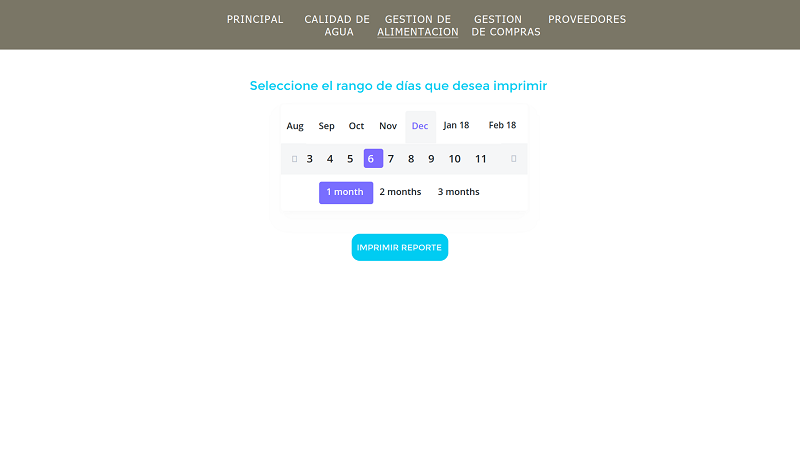 PRINCIPAL
CALIDAD DE
AGUA
GESTION DE
ALIMENTACION
GESTION
DE COMPRAS
PROVEEDORES
Seleccione el rango de días que desea imprimir
Aug Sep Oct Nov Dec Jan 18 Feb 18
3 4 5 6 7 8 9 10 11
1 month 2 months 3 months
IMPRIMIR REPORTE